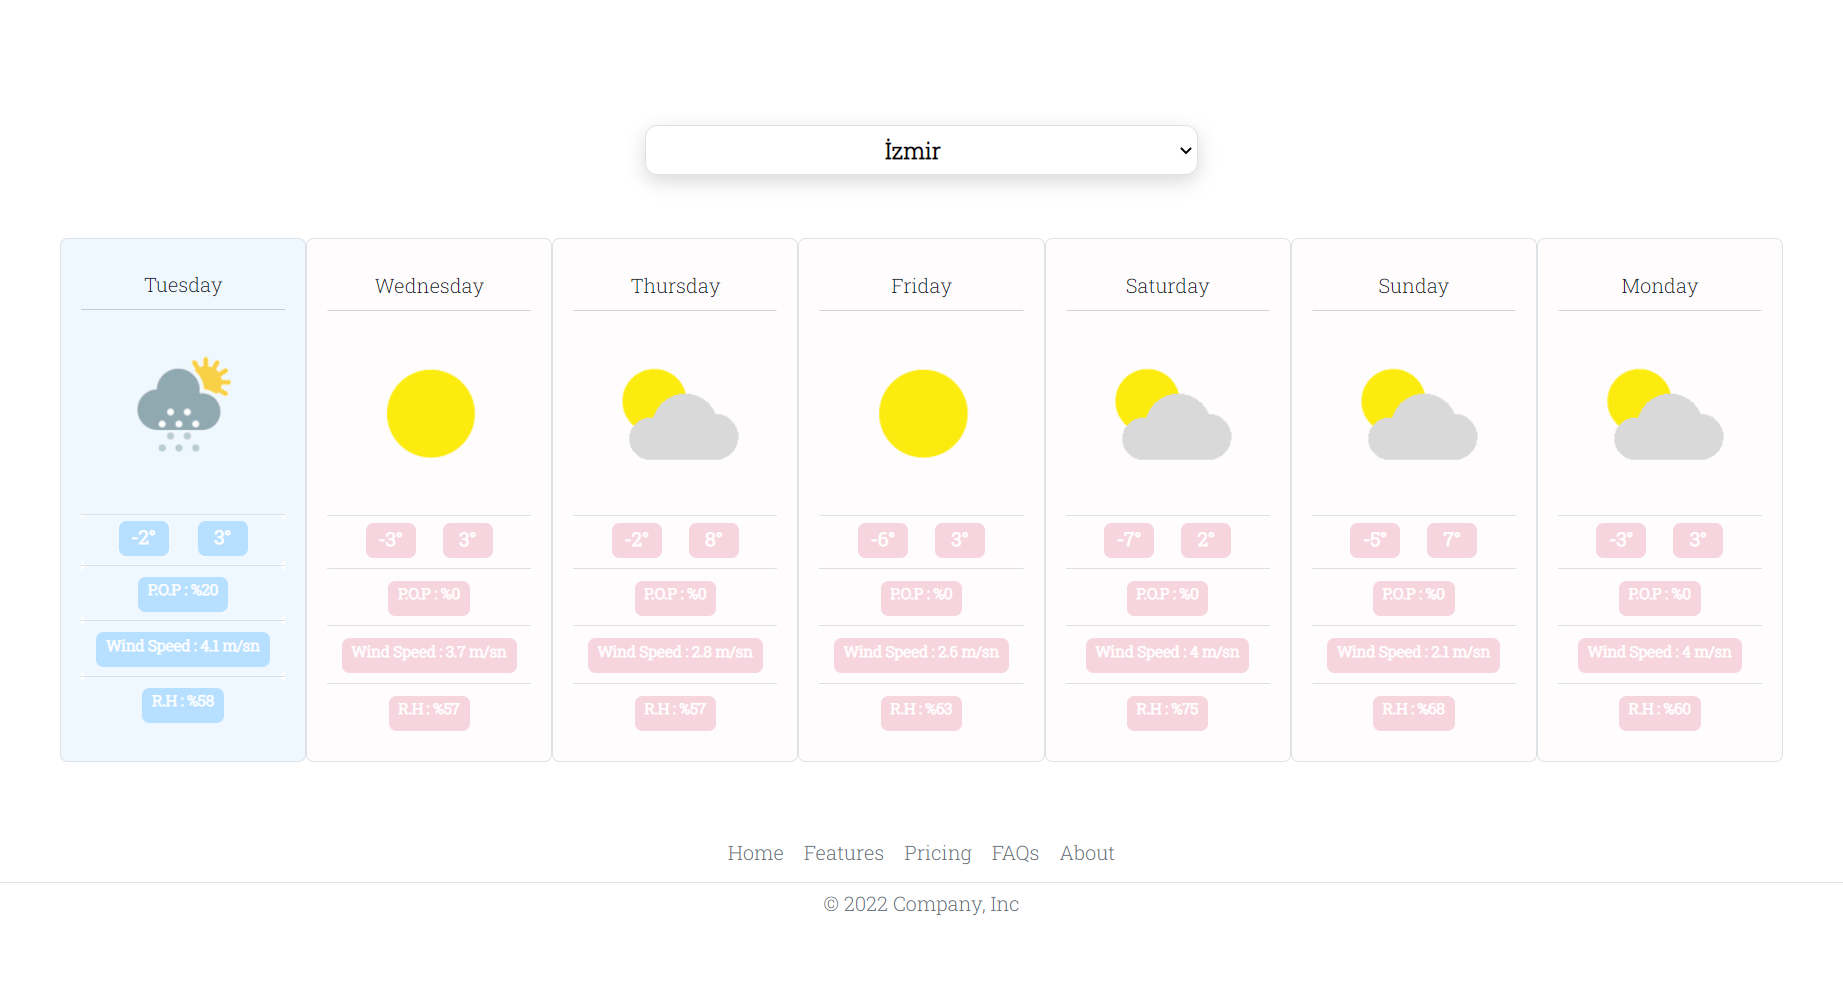 İzmir
Tuesday
-2° 3°
P.O.P : %20
Wind Speed : 4.1 m/sn
R.H : %58
Wednesday
-3° 3°
P.O.P : %0
Wind Speed : 3.7 m/sn
R.H : %57
Thursday
-2° 8°
P.O.P : %0
Wind Speed : 2.8 m/sn
R.H : %57
Friday
-6° 3°
P.O.P : %0
Wind Speed : 2.6 m/sn
R.H : %63
Saturday
-7° 2°
P.O.P : %0
Wind Speed : 4 m/sn
R.H : %75
Sunday
-5° 7°
P.O.P : %0
Wind Speed : 2.1 m/sn
R.H : %68
Monday
-3° 3°
P.O.P : %0
Wind Speed : 4 m/sn
R.H : %60
Home Features Pricing FAQs About
© 2022 Company, Inc